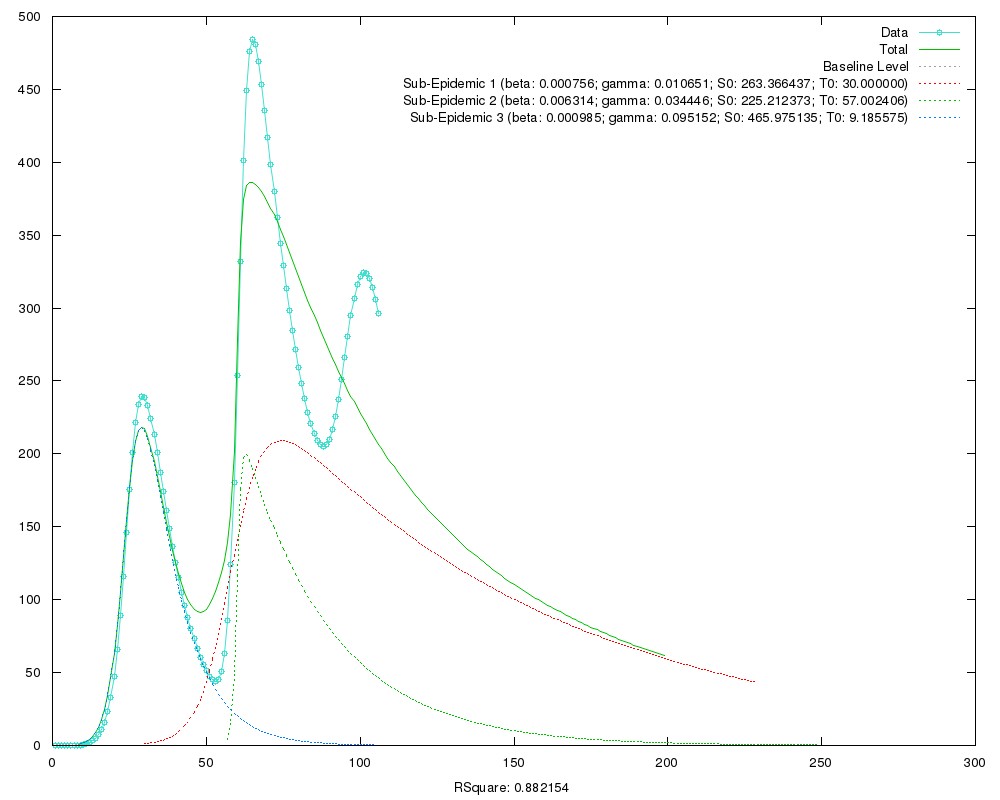 500
450
400
350
300
250
200
150
100
50
0
0 50 100 150 200 250 300
Data
Total
Baseline Level
Sub-Epidemic 1 (beta: 0.000756; gamma: 0.010651; S0: 263.366437; T0: 30.000000)
Sub-Epidemic 2 (beta: 0.006314; gamma: 0.034446; S0: 225.212373; T0: 57.002406)
Sub-Epidemic 3 (beta: 0.000985; gamma: 0.095152; S0: 465.975135; T0: 9.185575)
RSquare: 0.882154